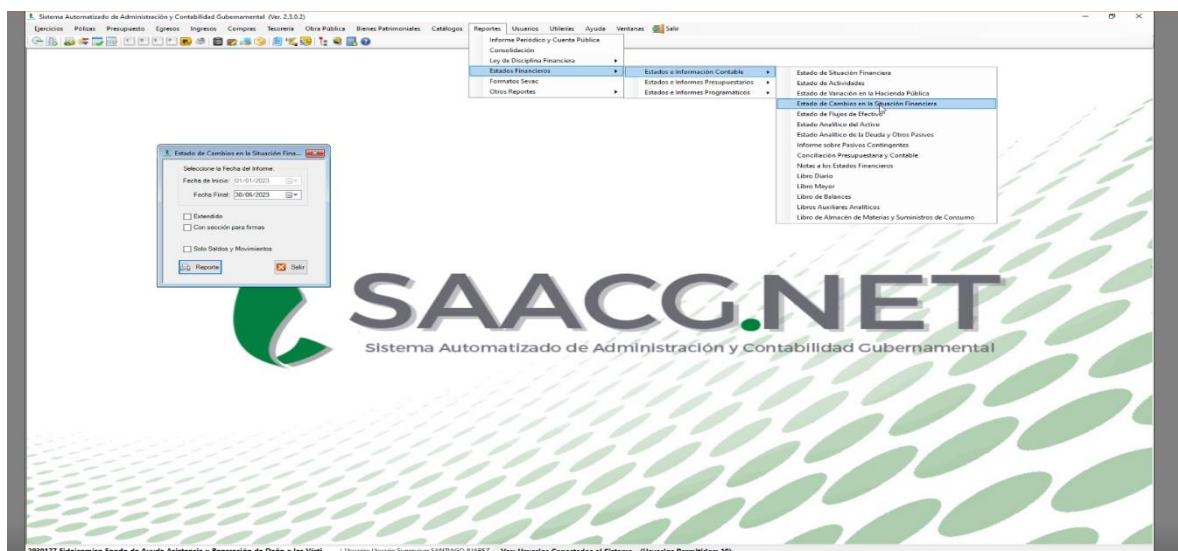 Sistema Automatizado de Administración y Contabilidad Gubernamental (Ver. 2.3.0.2)
Ejercicios Pólizas Presupuesto Egresos Ingresos Compras Tesorería Obra Pública Bienes Patrimoniales Catálogos Reportes Usuarios Utilerías Ayuda Ventanas Salir
Informe Periódico y Cuenta Pública
Consolidación
Ley de Disciplina Financiera
Estados Financieros
Formatos Sevac
Otros Reportes
Estados e Información Contable
Estados e Informes Presupuestarios
Estados e Informes Programáticos
Estado de Situación Financiera
Estado de Actividades
Estado de Variación en la Hacienda Pública
Estado de Cambios en la Situación Financiera
Estado de Flujos de Efectivo
Estado Analítico del Activo
Estado Analítico de la Deuda y Otros Pasivos
Informe sobre Pasivos Contingentes
Conciliación Presupuestaria y Contable
Notas a los Estados Financieros
Libro Diario
Libro Mayor
Libro de Balances
Libros Auxiliares Analíticos
Libro de Almacén de Materias y Suministros de Consumo
Estado de Cambios en la Situación Fina...
Seleccione la Fecha del Informe:
Fecha de Inicio: 01/01/2023
Fecha Final: 30/06/2023
Extendido
Con sección para firmas
Solo Saldos y Movimientos
Reporte Salir
SAACG.NET
Sistema Automatizado de Administración y Contabilidad Gubernamental